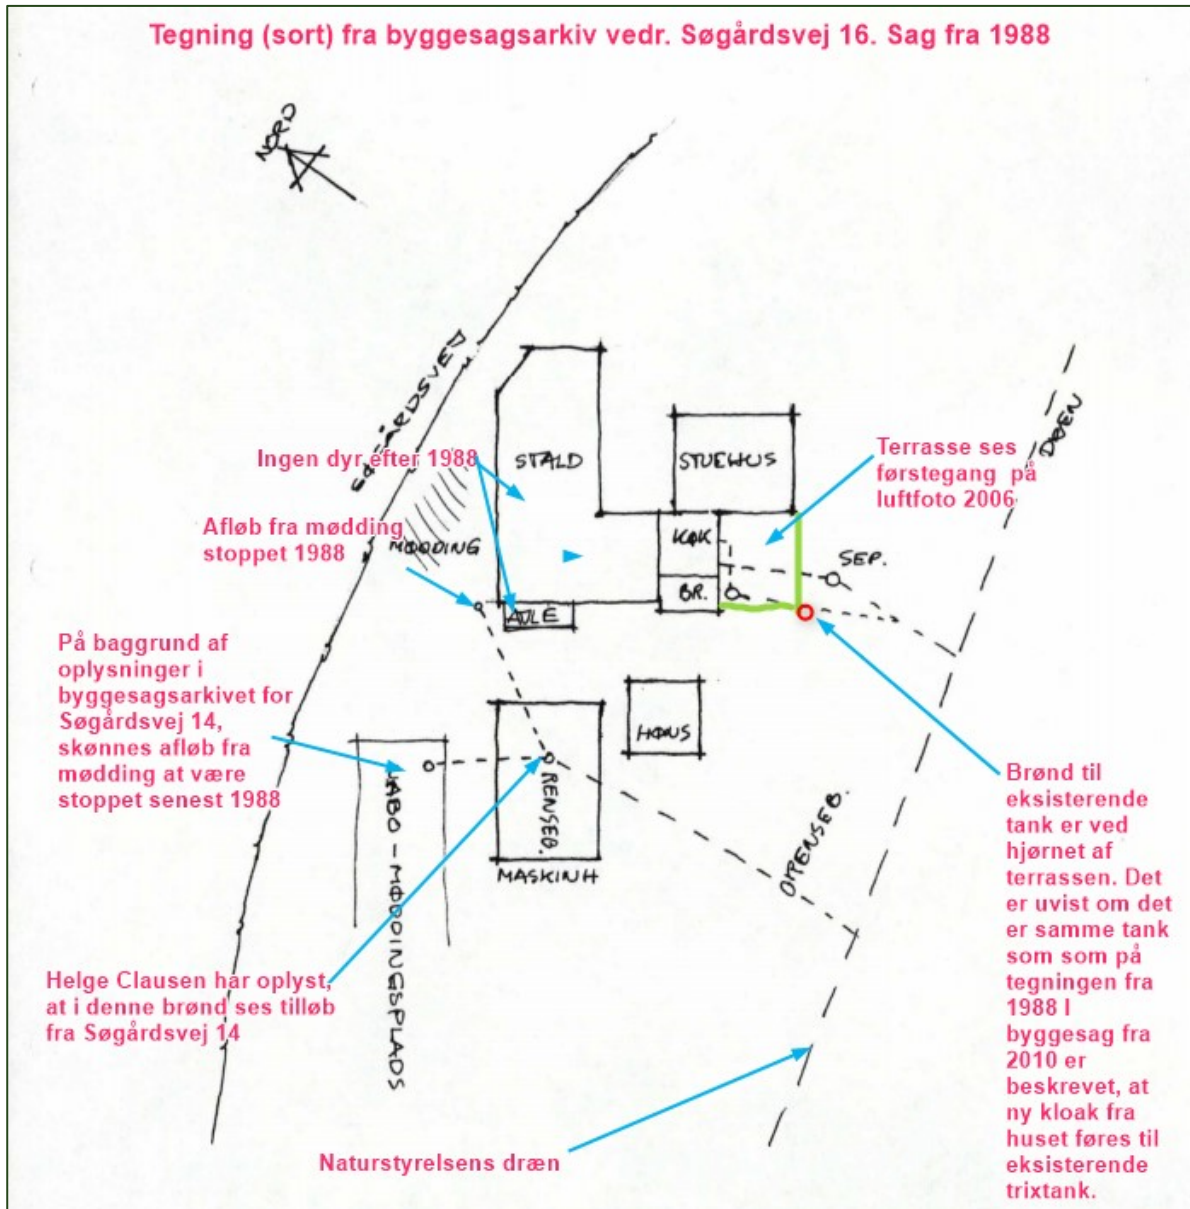 Tegning (sort) fra byggesagsarkiv vedr. Søgårdsvej 16. Sag fra 1988
NORD
SØGÅRDSVEJ
STALD
STUEHUS
DØEN
Ingen dyr efter 1988
Terrasse ses
førstegang på
luftfoto 2006
Afløb fra mødding
stoppet 1988
MØDDING
KØK
SEP.
BR.
AJLE
På baggrund af
oplysninger i
byggesagsarkivet for
Søgårdsvej 14,
skønnes afløb fra
mødding at være
stoppet senest 1988
HØNS
NABO-MØDDINGSPLADS
RENSEB.
MASKINH
Brønd til
eksisterende
tank er ved
hjørnet af
terrassen. Det
er uvist om det
er samme tank
som som på
tegningen fra
1988 I
byggesag fra
2010 er
beskrevet, at
ny kloak fra
huset føres til
eksisterende
trixtank.
Helge Clausen har oplyst,
at i denne brønd ses tilløb
fra Søgårdsvej 14
Naturstyrelsens dræn